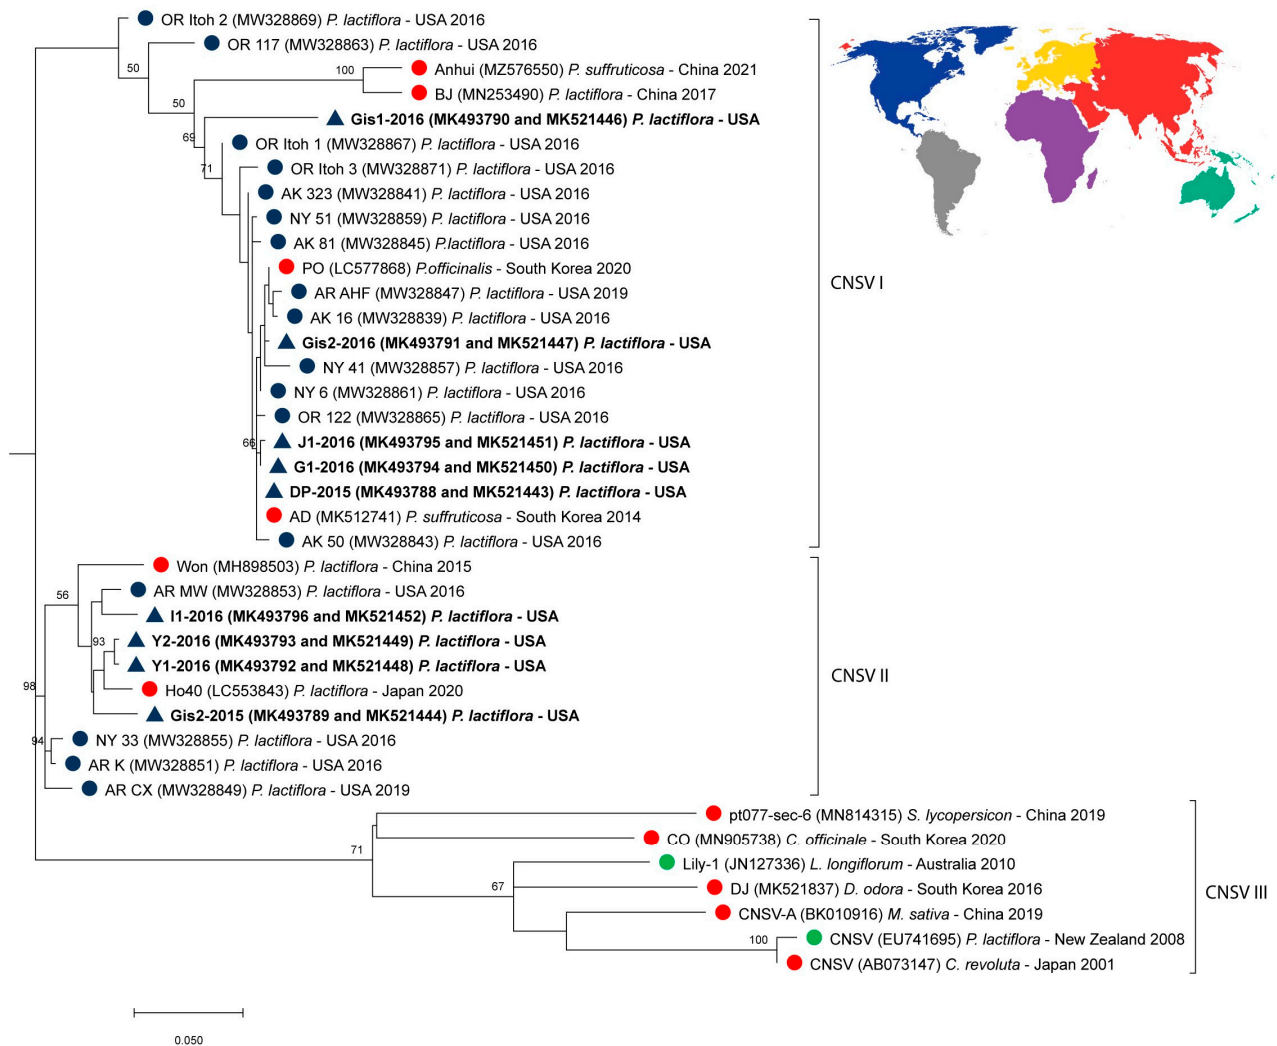 OR Itoh 2 (MW328869) P. lactiflora - USA 2016
OR 117 (MW328863) P. lactiflora - USA 2016
50
100
Anhui (MZ576550) P. suffruticosa - China 2021
BJ (MN253490) P. lactiflora - China 2017
50
Gis1-2016 (MK493790 and MK521446) P. lactiflora - USA
69
OR Itoh 1 (MW328867) P. lactiflora - USA 2016
71
OR Itoh 3 (MW328871) P. lactiflora - USA 2016
AK 323 (MW328841) P. lactiflora - USA 2016
NY 51 (MW328859) P. lactiflora - USA 2016
AK 81 (MW328845) P.lactiflora - USA 2016
PO (LC577868) P.officinalis - South Korea 2020
CNSV I
AR AHF (MW328847) P. lactiflora - USA 2019
AK 16 (MW328839) P. lactiflora - USA 2016
Gis2-2016 (MK493791 and MK521447) P. lactiflora - USA
NY 41 (MW328857) P. lactiflora - USA 2016
NY 6 (MW328861) P. lactiflora - USA 2016
OR 122 (MW328865) P. lactiflora - USA 2016
66
J1-2016 (MK493795 and MK521451) P. lactiflora - USA
G1-2016 (MK493794 and MK521450) P. lactiflora - USA
DP-2015 (MK493788 and MK521443) P. lactiflora - USA
AD (MK512741) P. suffruticosa - South Korea 2014
AK 50 (MW328843) P. lactiflora - USA 2016
Won (MH898503) P. lactiflora - China 2015
56
AR MW (MW328853) P. lactiflora - USA 2016
I1-2016 (MK493796 and MK521452) P. lactiflora - USA
93
Y2-2016 (MK493793 and MK521449) P. lactiflora - USA
Y1-2016 (MK493792 and MK521448) P. lactiflora - USA
CNSV II
98
Ho40 (LC553843) P. lactiflora - Japan 2020
Gis2-2015 (MK493789 and MK521444) P. lactiflora - USA
94
NY 33 (MW328855) P. lactiflora - USA 2016
AR K (MW328851) P. lactiflora - USA 2016
AR CX (MW328849) P. lactiflora - USA 2019
pt077-sec-6 (MN814315) S. lycopersicon - China 2019
CO (MN905738) C. officinale - South Korea 2020
71
Lily-1 (JN127336) L. longiflorum - Australia 2010
67
DJ (MK521837) D. odora - South Korea 2016
CNSV III
CNSV-A (BK010916) M. sativa - China 2019
100
CNSV (EU741695) P. lactiflora - New Zealand 2008
CNSV (AB073147) C. revoluta - Japan 2001
0.050